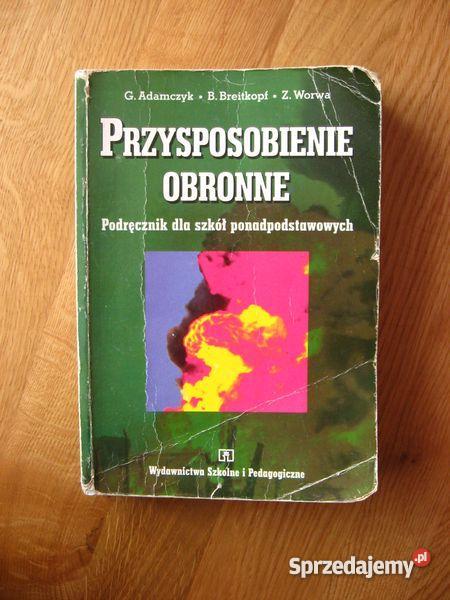 G. Adamczyk • B. Breitkopf • Z. Worwa
PRZYSPOSOBIENIE
OBRONNE
Podręcznik dla szkół ponadpodstawowych
Wydawnictwa Szkolne i Pedagogiczne
Sprzedajemy.pl